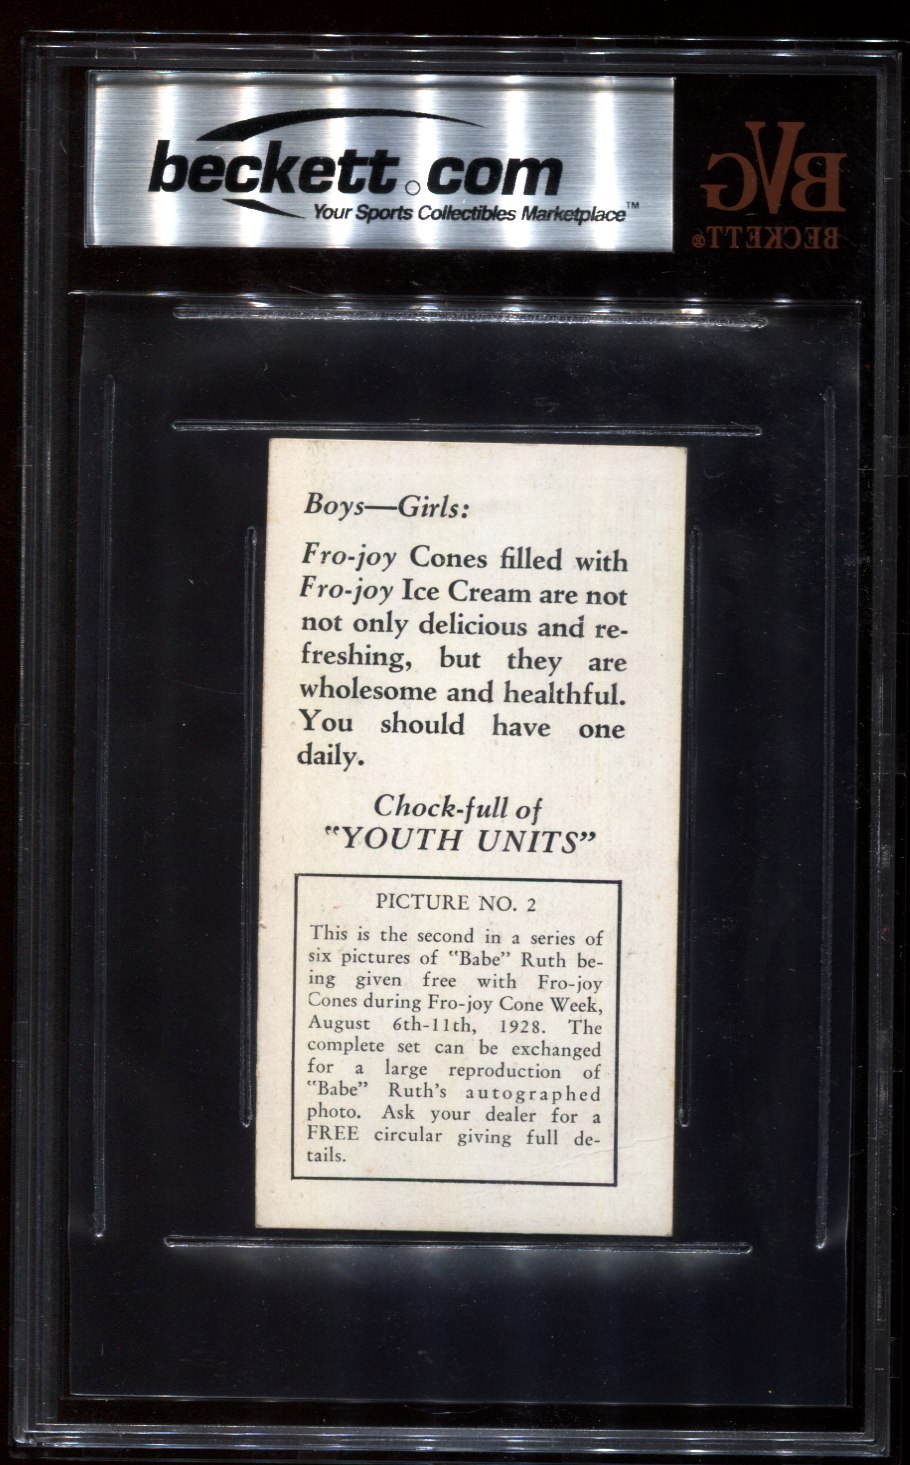 beckett.com
Your Sports Collectibles Marketplace™
BVG
BECKETT®
Boys—Girls:
Fro-joy Cones filled with
Fro-joy Ice Cream are not
not only delicious and re-
freshing, but they are
wholesome and healthful.
You should have one
daily.
Chock-full of
"YOUTH UNITS"
PICTURE NO. 2
This is the second in a series of
six pictures of "Babe" Ruth be-
ing given free with Fro-joy
Cones during Fro-joy Cone Week,
August 6th-11th, 1928. The
complete set can be exchanged
for a large reproduction of
"Babe" Ruth's autographed
photo. Ask your dealer for a
FREE circular giving full de-
tails.